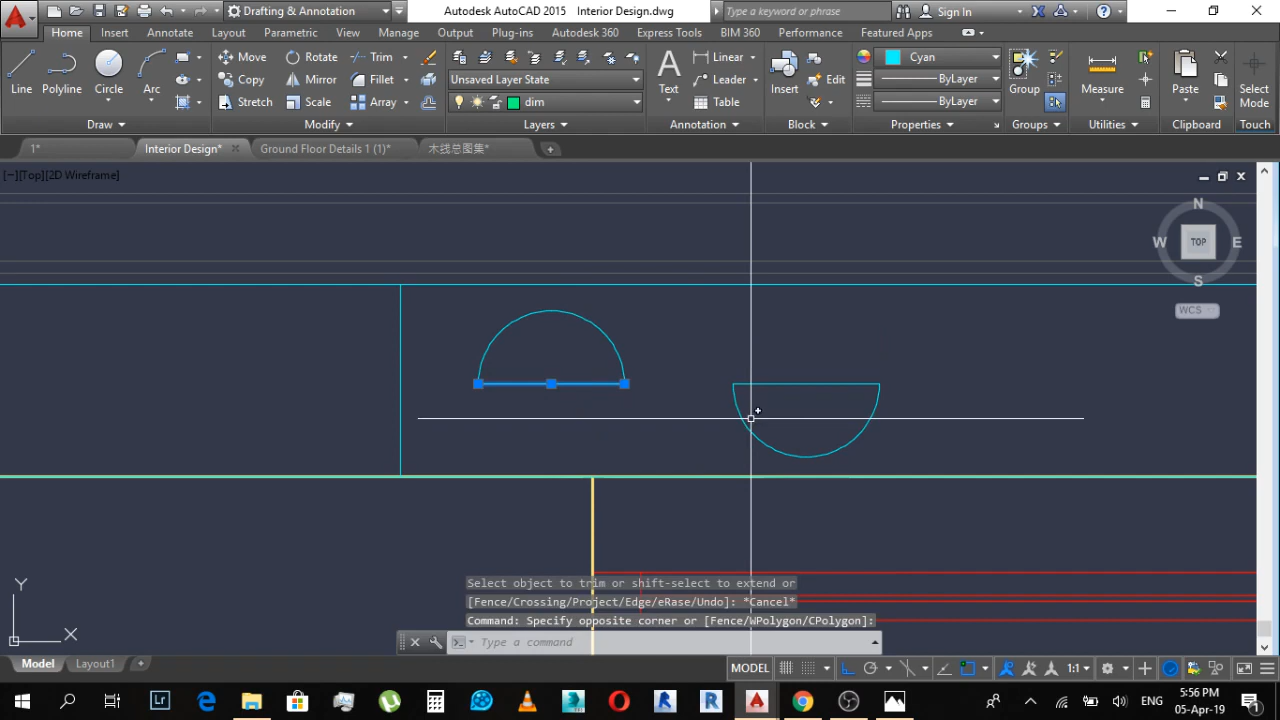 Drafting & Annotation
Autodesk AutoCAD 2015 Interior Design.dwg
Type a keyword or phrase
Sign In
Home Insert Annotate Layout Parametric View Manage Output Plug-ins Autodesk 360 Express Tools BIM 360 Performance Featured Apps
Line
Polyline
Circle
Arc
Draw
Move
Rotate
Trim
Copy
Mirror
Fillet
Stretch
Scale
Array
Modify
Unsaved Layer State
dim
Layers
Text
Linear
Leader
Table
Annotation
Insert
Edit
Block
Cyan
ByLayer
ByLayer
Properties
Group
Groups
Measure
Utilities
Paste
Clipboard
Select
Mode
Touch
1*
Interior Design*
Ground Floor Details 1 (1)*
木线总图集*
[−][Top][2D Wireframe]
N
W
TOP
E
S
WCS
Y
X
Select object to trim or shift-select to extend or
[Fence/Crossing/Project/Edge/eRase/Undo]: *Cancel*
Command: Specify opposite corner or [Fence/WPolygon/CPolygon]:
Type a command
Model
Layout1
MODEL
1:1
Lr
R
ENG
5:56 PM
05-Apr-19
1